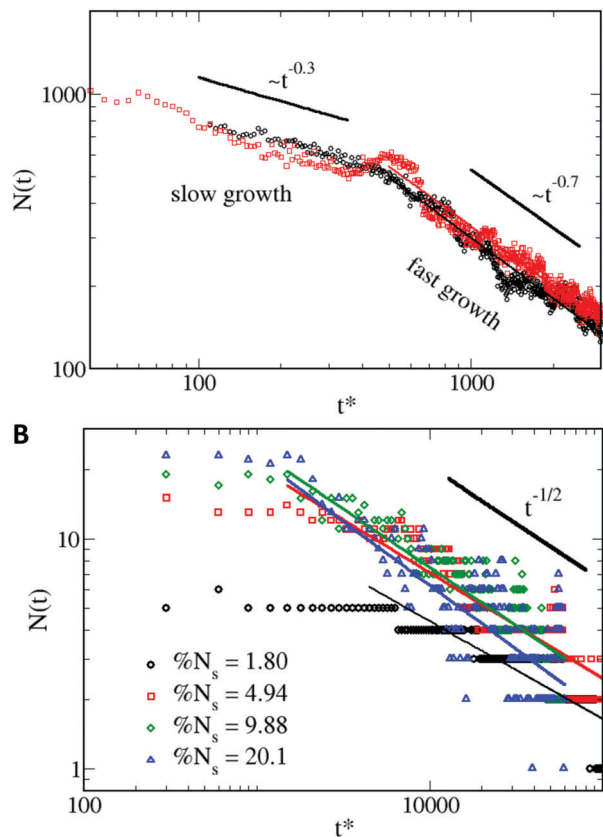 1000
~t^-0.3
~t^-0.7
slow growth
fast growth
N(t)
100
100
1000
t*
B
t^-1/2
10
N(t)
%N_s = 1.80
%N_s = 4.94
%N_s = 9.88
%N_s = 20.1
1
100
10000
t*